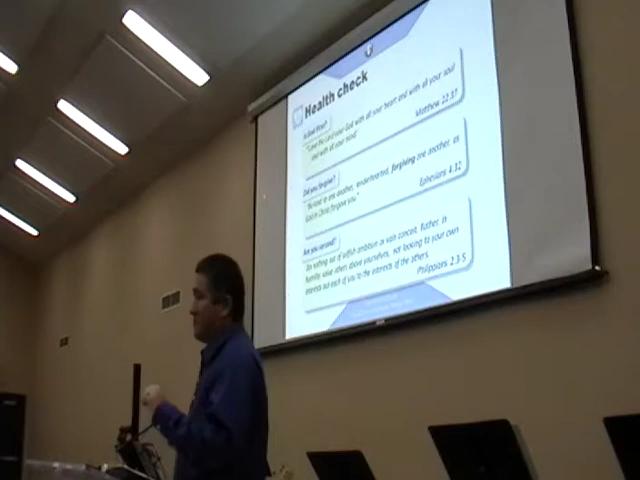 Health check
Is God first?
"Love the Lord your God with all your heart and with all your soul
and with all your mind"
Matthew 22:37
Did you forgive?
"Be kind to one another, tenderhearted, forgiving one another, as
God in Christ forgave you."
Ephesians 4:32
Are you second?
Do nothing out of selfish ambition or vain conceit. Rather, in
humility value others above yourselves, not looking to your own
interests but each of you to the interests of the others.
Philippians 2:3-5